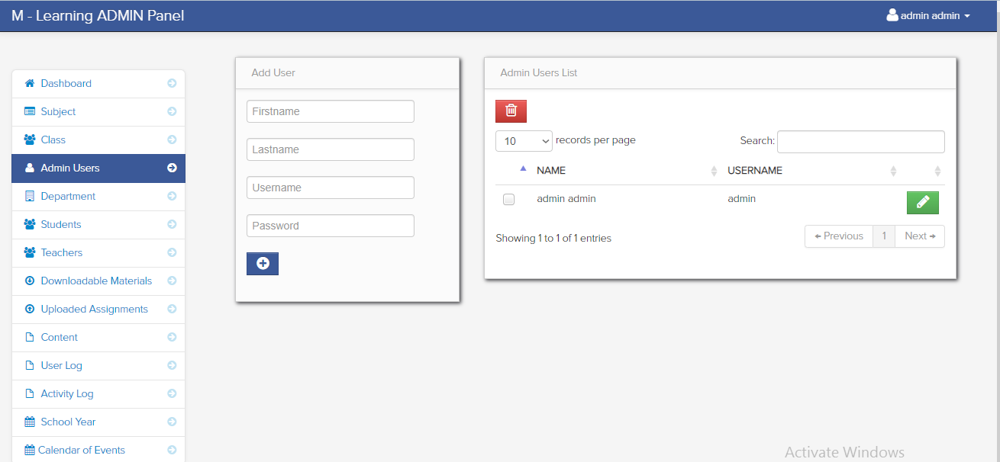 M - Learning ADMIN Panel
admin admin
Dashboard
Subject
Class
Admin Users
Department
Students
Teachers
Downloadable Materials
Uploaded Assignments
Content
User Log
Activity Log
School Year
Calendar of Events
Add User
Firstname
Lastname
Username
Password
Admin Users List
10 records per page
Search:
NAME USERNAME
admin admin admin
Showing 1 to 1 of 1 entries
← Previous 1 Next →
Activate Windows